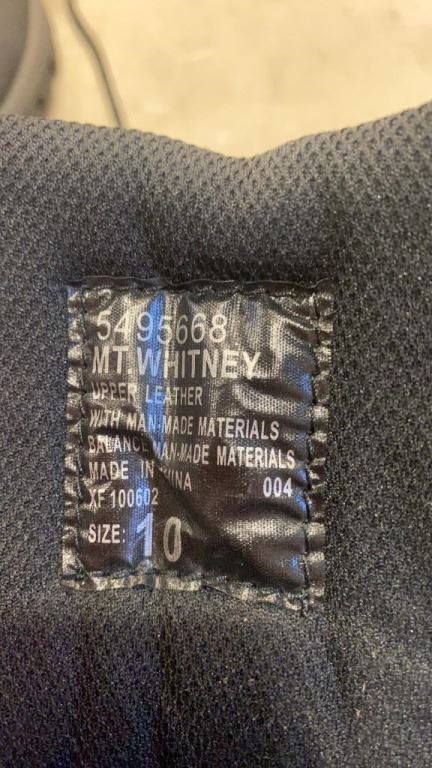 5495668
MT WHITNEY
UPPER LEATHER
WITH MAN-MADE MATERIALS
BALANCE MAN-MADE MATERIALS
MADE IN CHINA 004
XF 100602
SIZE: 10